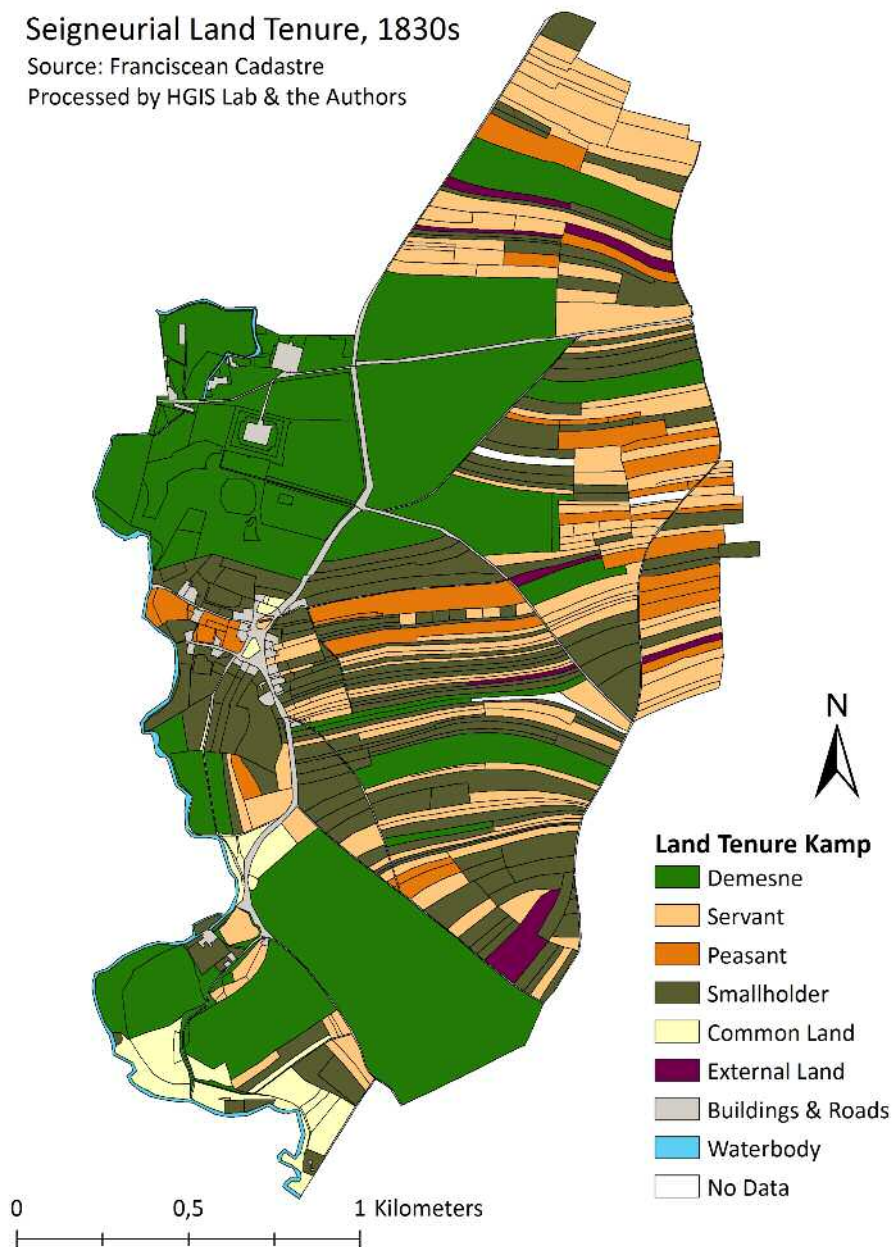 Seigneurial Land Tenure, 1830s
Source: Franciscean Cadastre
Processed by HGIS Lab & the Authors
N
Land Tenure Kamp
Demesne
Servant
Peasant
Smallholder
Common Land
External Land
Buildings & Roads
Waterbody
No Data
0 0,5 1 Kilometers